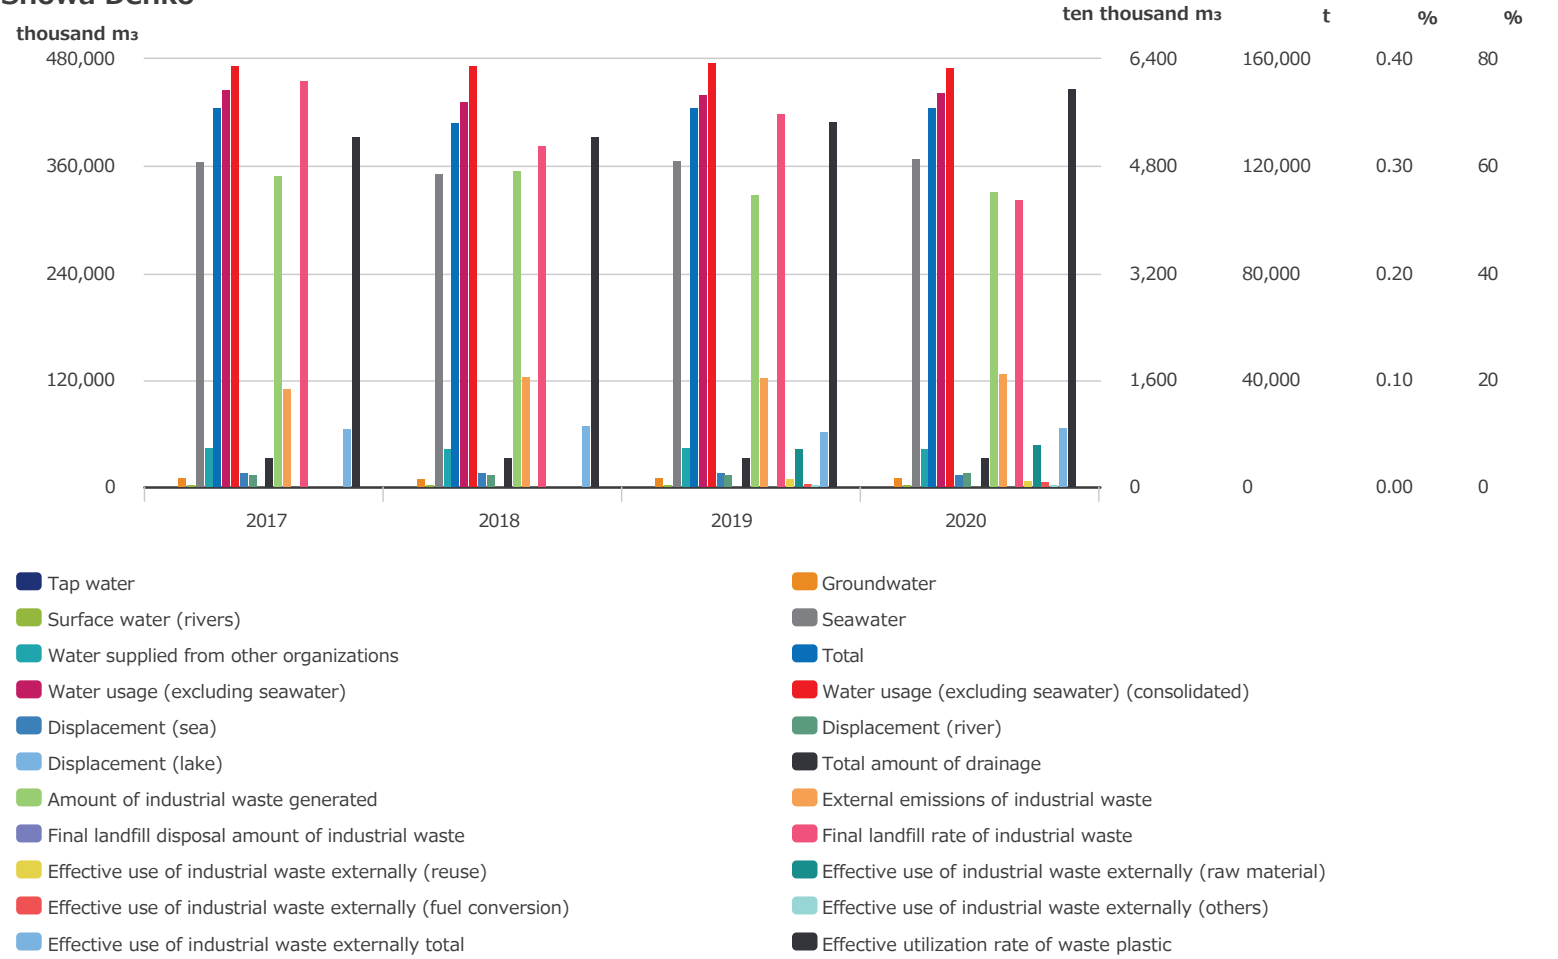 Showa Denko
thousand m3
ten thousand m3 t % %
480,000 6,400 160,000 0.40 80
360,000 4,800 120,000 0.30 60
240,000 3,200 80,000 0.20 40
120,000 1,600 40,000 0.10 20
0 0 0 0.00 0
2017 2018 2019 2020
Tap water Groundwater
Surface water (rivers) Seawater
Water supplied from other organizations Total
Water usage (excluding seawater) Water usage (excluding seawater) (consolidated)
Displacement (sea) Displacement (river)
Displacement (lake) Total amount of drainage
Amount of industrial waste generated External emissions of industrial waste
Final landfill disposal amount of industrial waste Final landfill rate of industrial waste
Effective use of industrial waste externally (reuse) Effective use of industrial waste externally (raw material)
Effective use of industrial waste externally (fuel conversion) Effective use of industrial waste externally (others)
Effective use of industrial waste externally total Effective utilization rate of waste plastic